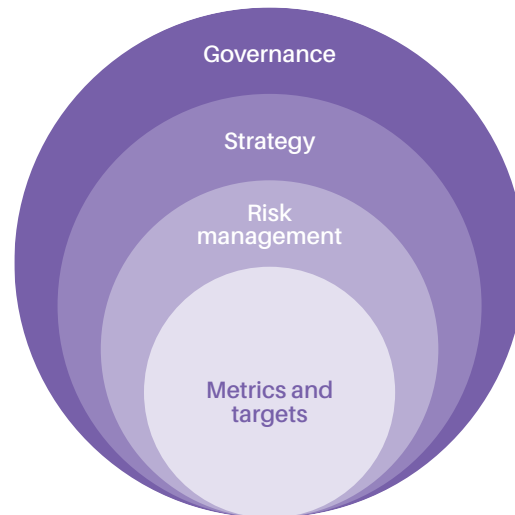 Governance
Strategy
Risk
management
Metrics and
targets